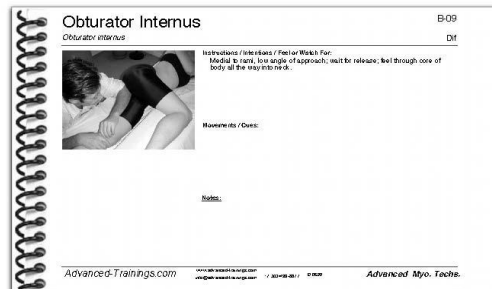 Obturator Internus
B-09
Obturator internus
Dif
Instructions / Intentions / Feel or Watch For:
Medial to rami, low angle of approach; wait for release; feel through core of
body all the way into neck.
Movements / Cues:
Notes:
Advanced-Trainings.com
Advanced Myo. Techs.